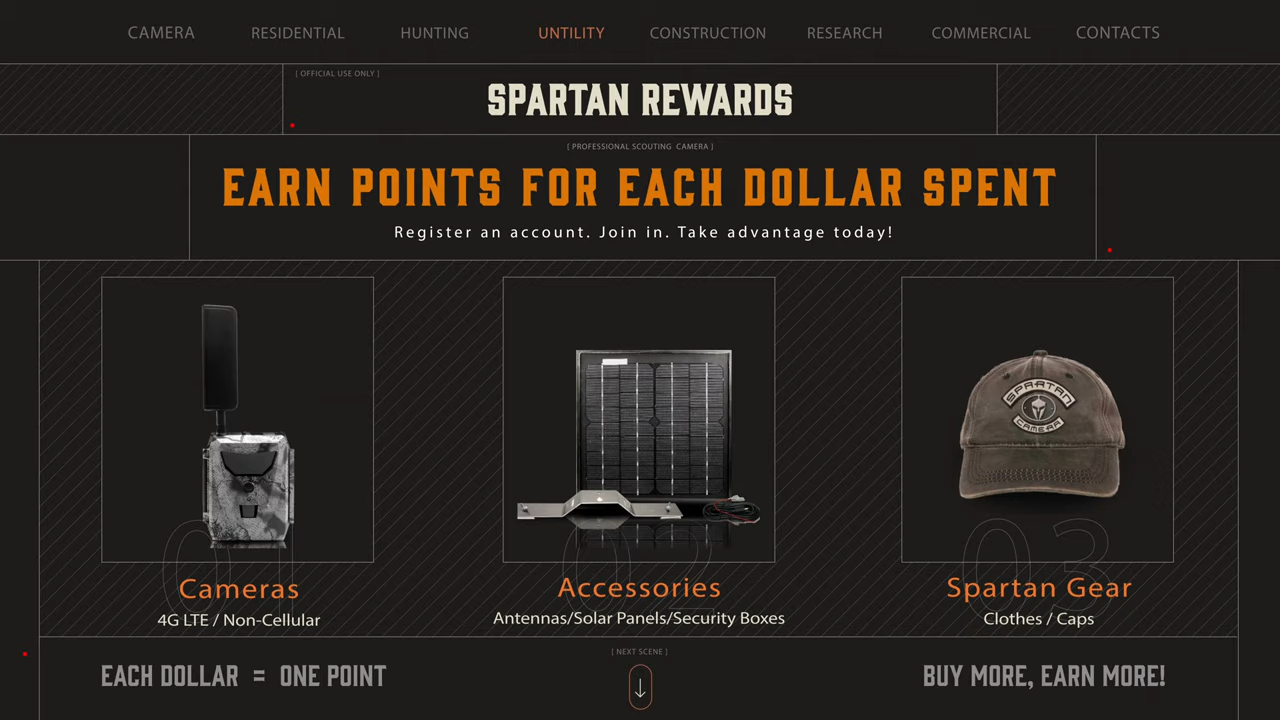 CAMERA RESIDENTIAL HUNTING UNTILITY CONSTRUCTION RESEARCH COMMERCIAL CONTACTS
[ OFFICIAL USE ONLY ]
SPARTAN REWARDS
[ PROFESSIONAL SCOUTING CAMERA ]
EARN POINTS FOR EACH DOLLAR SPENT
Register an account. Join in. Take advantage today!
SPARTAN
CAMERA
01
02
03
Cameras
4G LTE / Non-Cellular
Accessories
Antennas/Solar Panels/Security Boxes
Spartan Gear
Clothes / Caps
EACH DOLLAR = ONE POINT
[ NEXT SCENE ]
BUY MORE, EARN MORE!